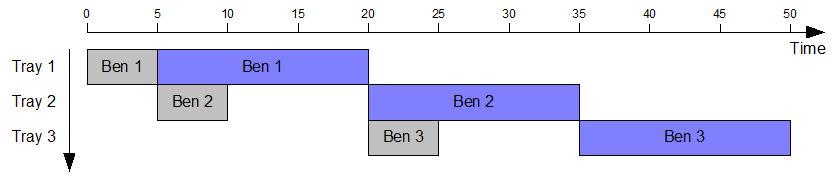 0 5 10 15 20 25 30 35 40 45 50
Time
Tray 1 Ben 1 Ben 1
Tray 2 Ben 2 Ben 2
Tray 3 Ben 3 Ben 3